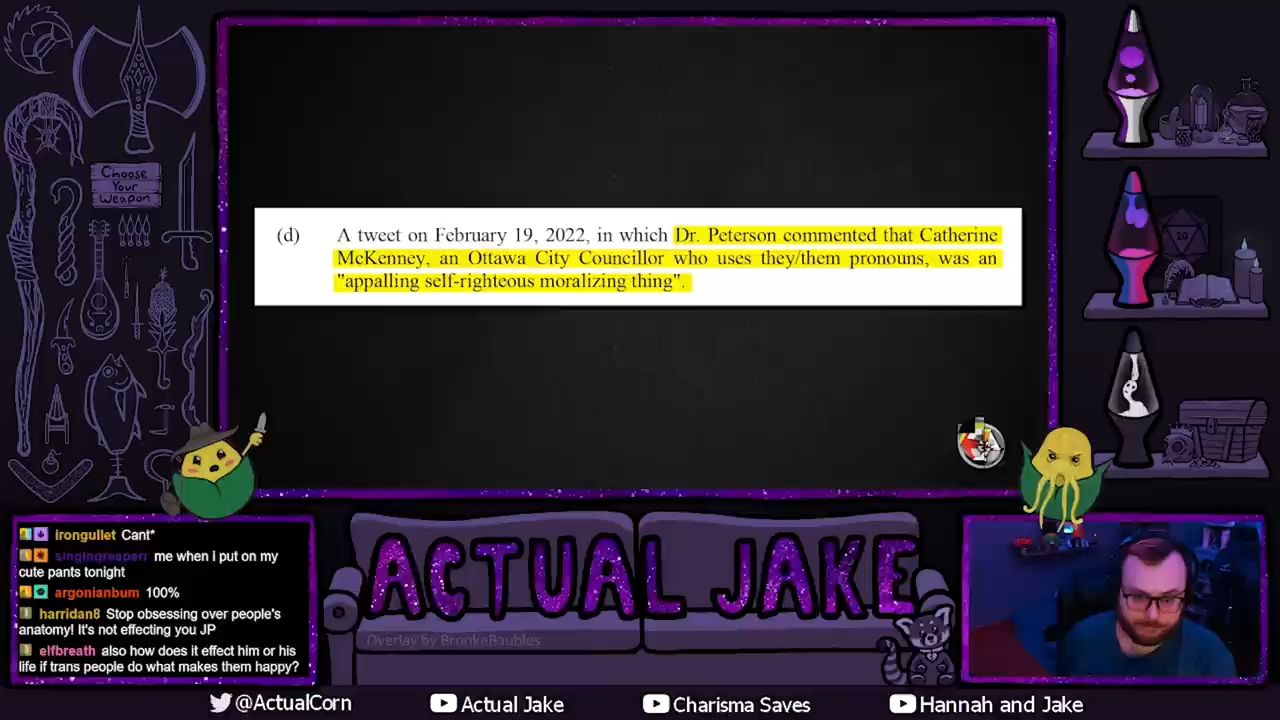 Choose
Your
Weapon
(d) A tweet on February 19, 2022, in which Dr. Peterson commented that Catherine
McKenney, an Ottawa City Councillor who uses they/them pronouns, was an
"appalling self-righteous moralizing thing".
20
irongullet Cant*
singingreaperr me when i put on my
cute pants tonight
argonianbum 100%
harridan8 Stop obsessing over people's
anatomy! It's not effecting you JP
elfbreath also how does it effect him or his
life if trans people do what makes them happy?
ACTUAL JAKE
Overlay by BrookeBaubles
@ActualCorn Actual Jake Charisma Saves Hannah and Jake